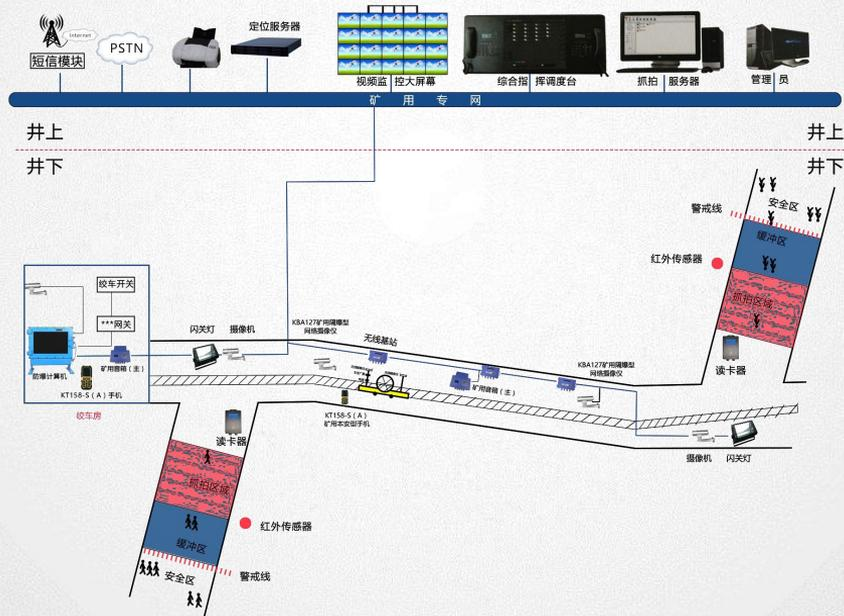 Internet
短信模块
PSTN
定位服务器
视频监 控大屏幕
综合指 挥调度台
抓拍 服务器
管理 员
矿 用 专 网
井上
井上
井下
井下
安全区
警戒线
缓冲区
红外传感器
抓拍区域
读卡器
绞车开关
***网关
防爆计算机
矿用音箱（主）
KT158-S（A）手机
绞车房
闪关灯
摄像机
KBA127矿用隔爆型
网络摄像仪
无线基站
KT158-S（A）
矿用本安型手机
矿用音箱（主）
KBA127矿用隔爆型
网络摄像仪
摄像机
闪关灯
读卡器
抓拍区域
红外传感器
缓冲区
警戒线
安全区